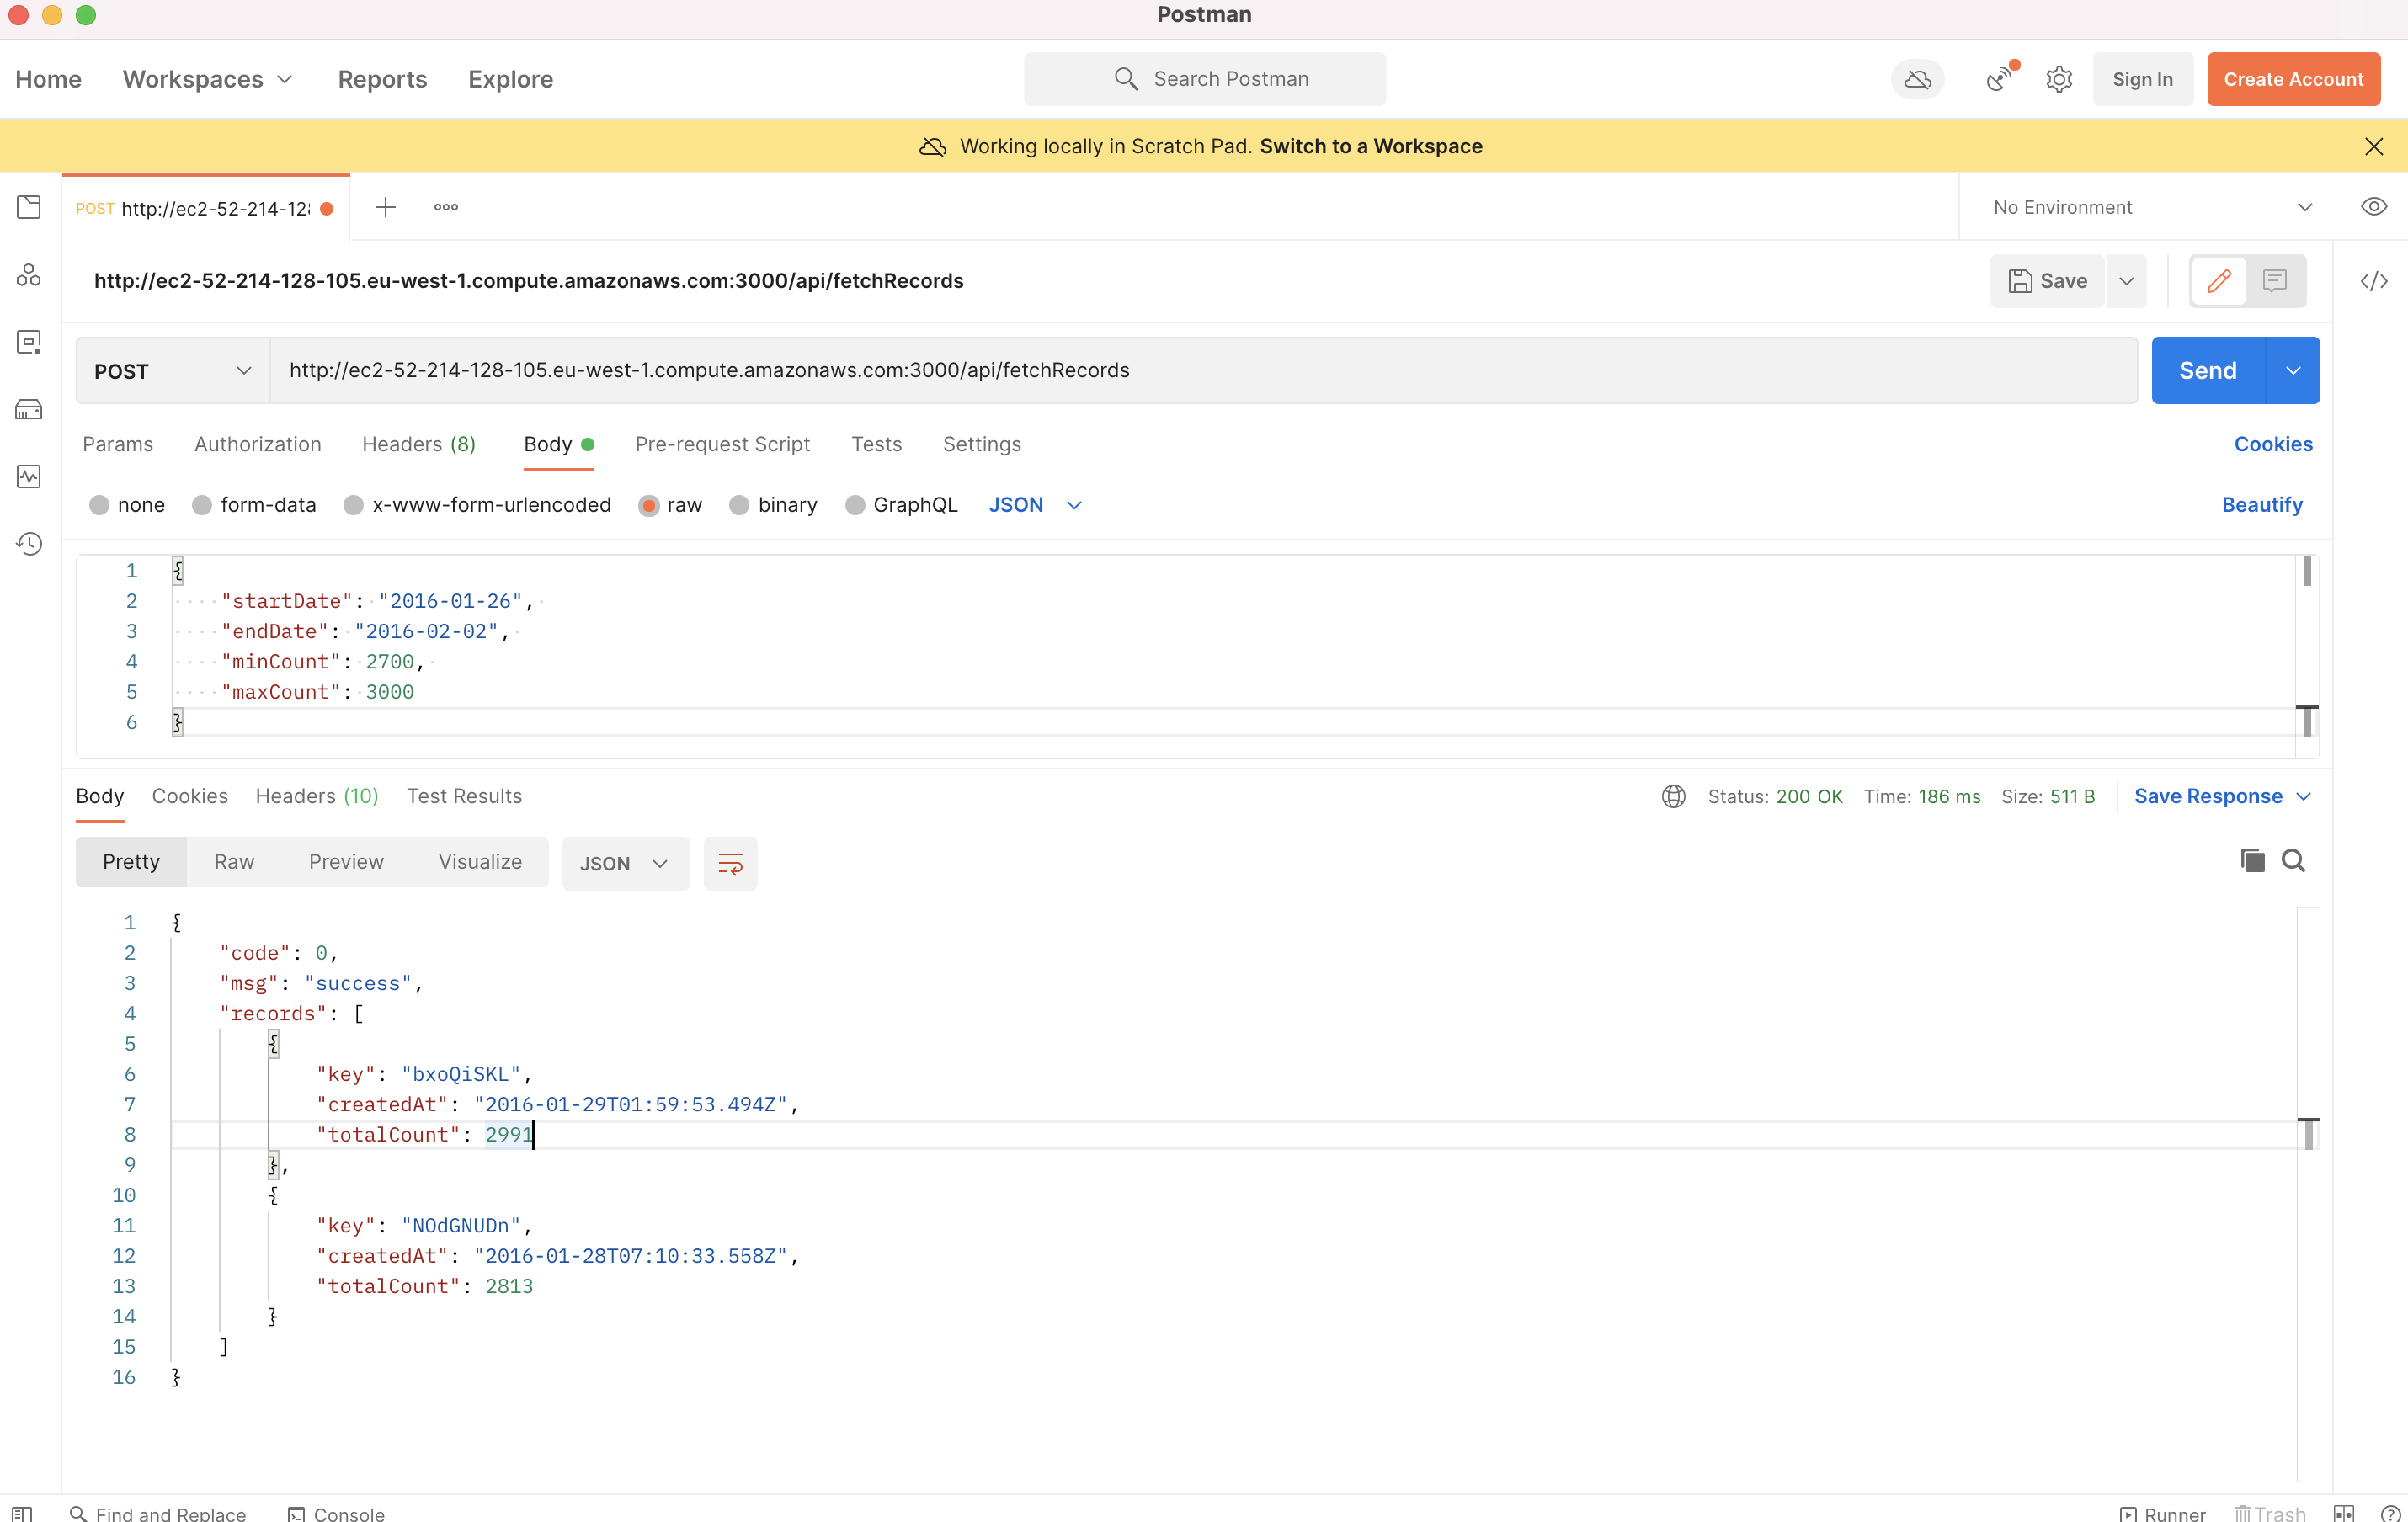 Postman
Home Workspaces Reports Explore Search Postman Sign In Create Account
Working locally in Scratch Pad. Switch to a Workspace
POST http://ec2-52-214-12 No Environment
http://ec2-52-214-128-105.eu-west-1.compute.amazonaws.com:3000/api/fetchRecords Save
POST http://ec2-52-214-128-105.eu-west-1.compute.amazonaws.com:3000/api/fetchRecords Send
Params Authorization Headers (8) Body Pre-request Script Tests Settings Cookies
none form-data x-www-form-urlencoded raw binary GraphQL JSON Beautify
1 {
2 "startDate": "2016-01-26",
3 "endDate": "2016-02-02",
4 "minCount": 2700,
5 "maxCount": 3000
6 }
Body Cookies Headers (10) Test Results Status: 200 OK Time: 186 ms Size: 511 B Save Response
Pretty Raw Preview Visualize JSON
1 {
2 "code": 0,
3 "msg": "success",
4 "records": [
5 {
6 "key": "bxoQiSKL",
7 "createdAt": "2016-01-29T01:59:53.494Z",
8 "totalCount": 2991
9 },
10 {
11 "key": "NOdGNUDn",
12 "createdAt": "2016-01-28T07:10:33.558Z",
13 "totalCount": 2813
14 }
15 ]
16 }
Find and Replace Console Runner Trash